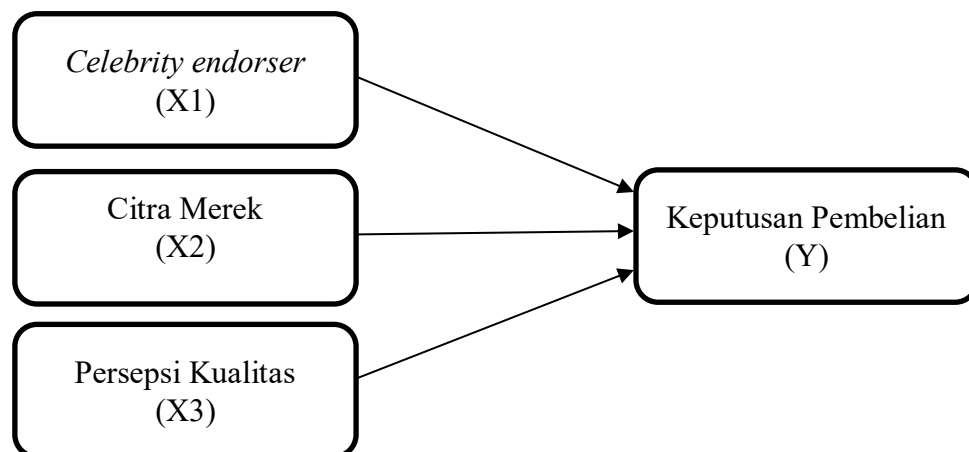 Celebrity endorser
(X1)
Citra Merek
(X2)
Persepsi Kualitas
(X3)
Keputusan Pembelian
(Y)